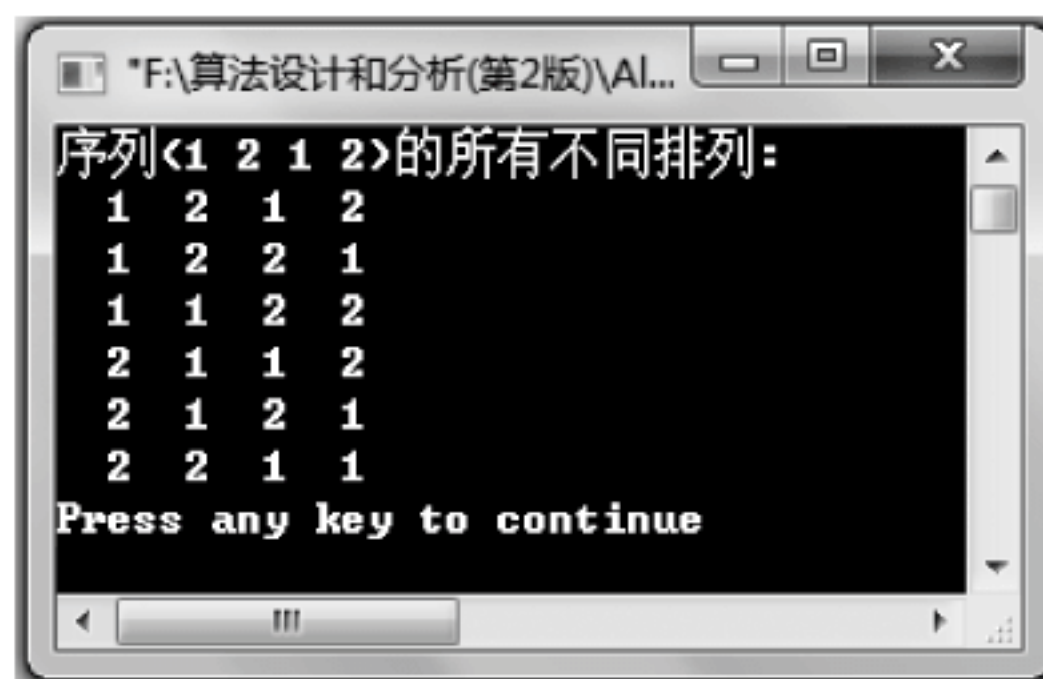 "F:\算法设计和分析(第2版)\Al...
序列(1 2 1 2)的所有不同排列:
1 2 1 2
1 2 2 1
1 1 2 2
2 1 1 2
2 1 2 1
2 2 1 1
Press any key to continue